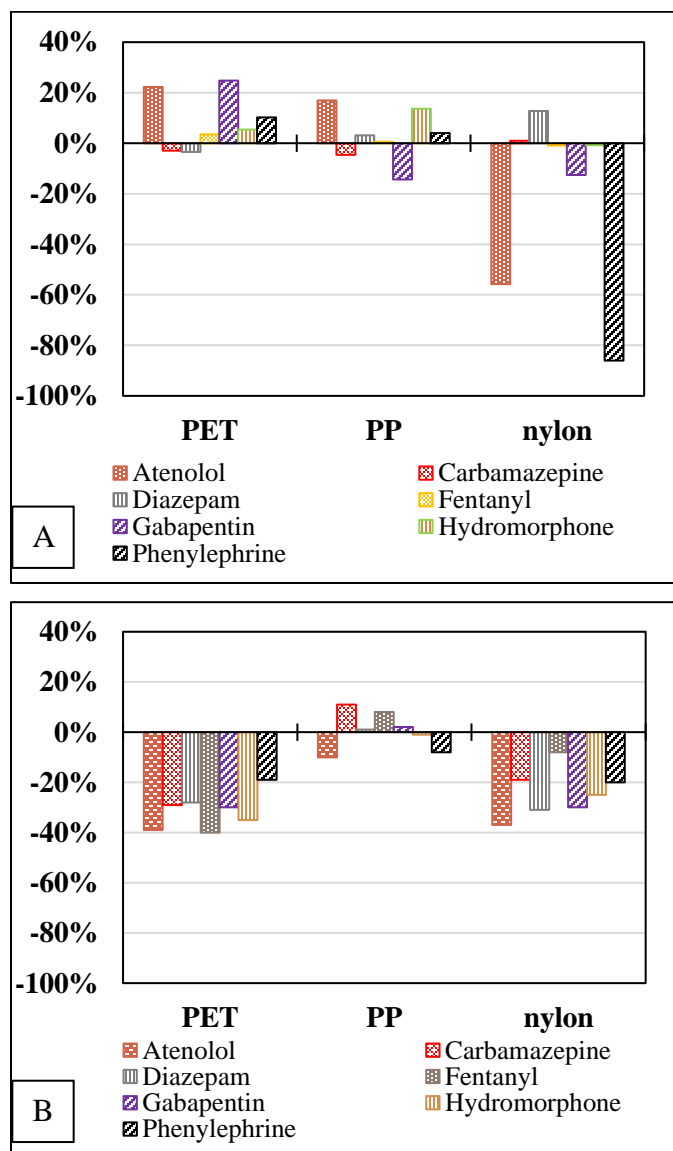 40%
20%
0%
-20%
-40%
-60%
-80%
-100%
PET PP nylon
Atenolol Carbamazepine
Diazepam Fentanyl
Gabapentin Hydromorphone
Phenylephrine
A
40%
20%
0%
-20%
-40%
-60%
-80%
-100%
PET PP nylon
Atenolol Carbamazepine
Diazepam Fentanyl
Gabapentin Hydromorphone
Phenylephrine
B